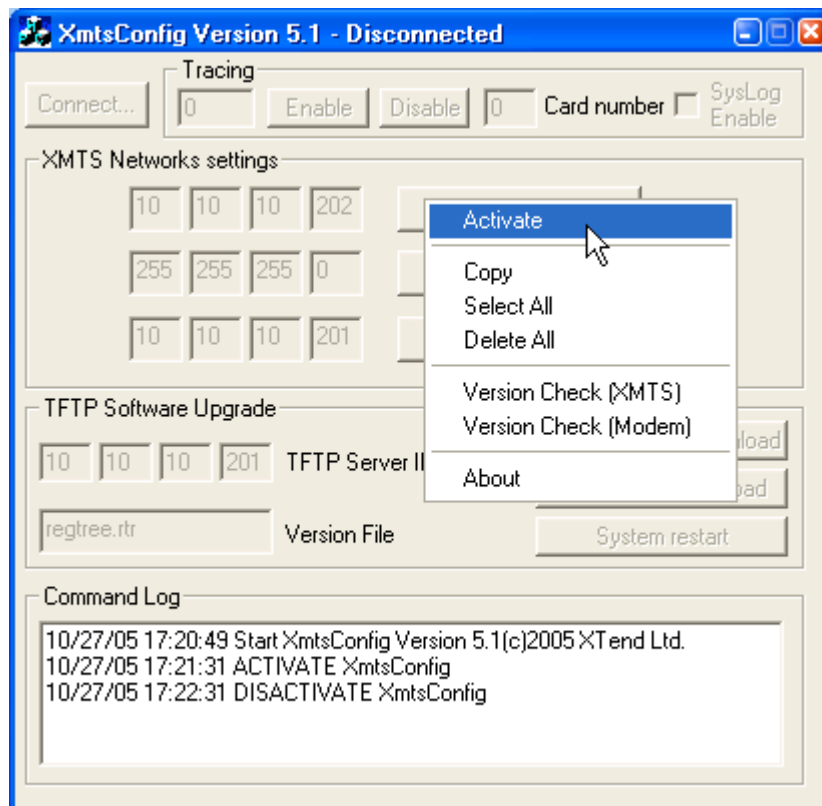 XmtsConfig Version 5.1 - Disconnected
Tracing
Connect... 0 Enable Disable 0 Card number SysLog
Enable
XMTS Networks settings
10 10 10 202
Activate
255 255 255 0
Copy
Select All
10 10 10 201
Delete All
Version Check (XMTS)
TFTP Software Upgrade
Version Check (Modem)
10 10 10 201 TFTP Server
About
regtree.rtr Version File System restart
Command Log
10/27/05 17:20:49 Start XmtsConfig Version 5.1(c)2005 XTend Ltd.
10/27/05 17:21:31 ACTIVATE XmtsConfig
10/27/05 17:22:31 DISACTIVATE XmtsConfig